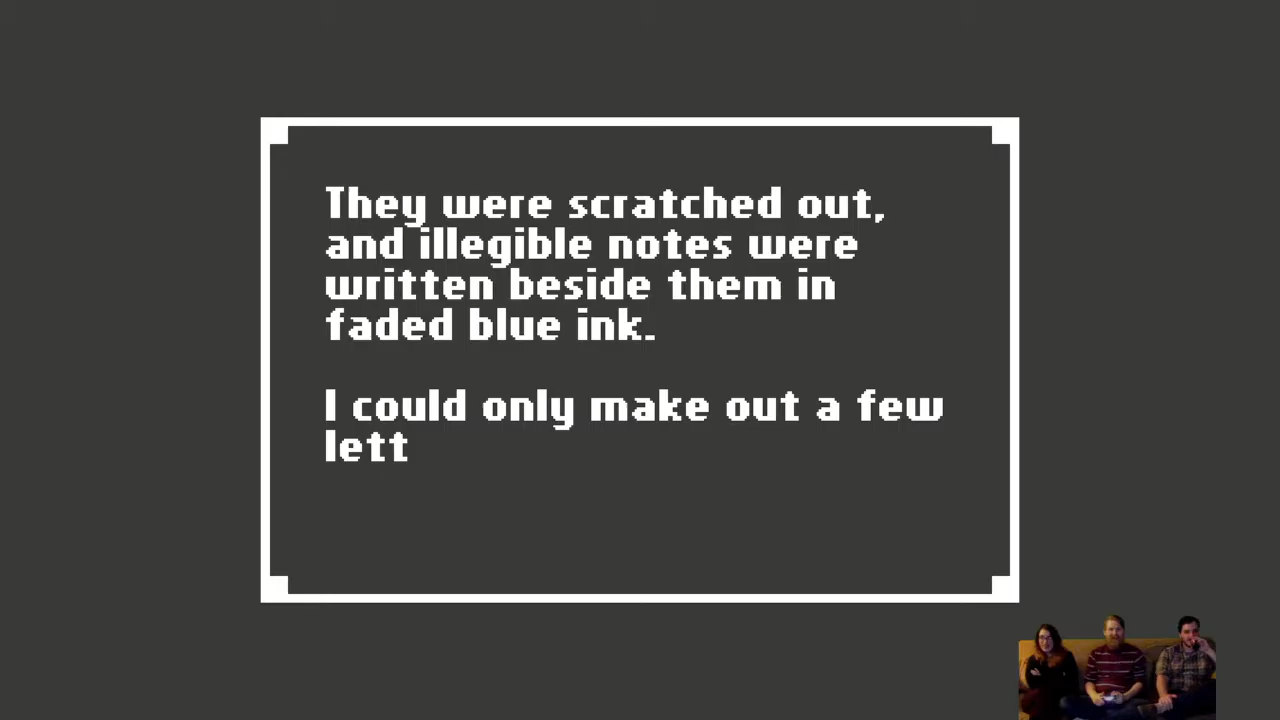 They were scratched out,
and illegible notes were
written beside them in
faded blue ink.
I could only make out a few
lett